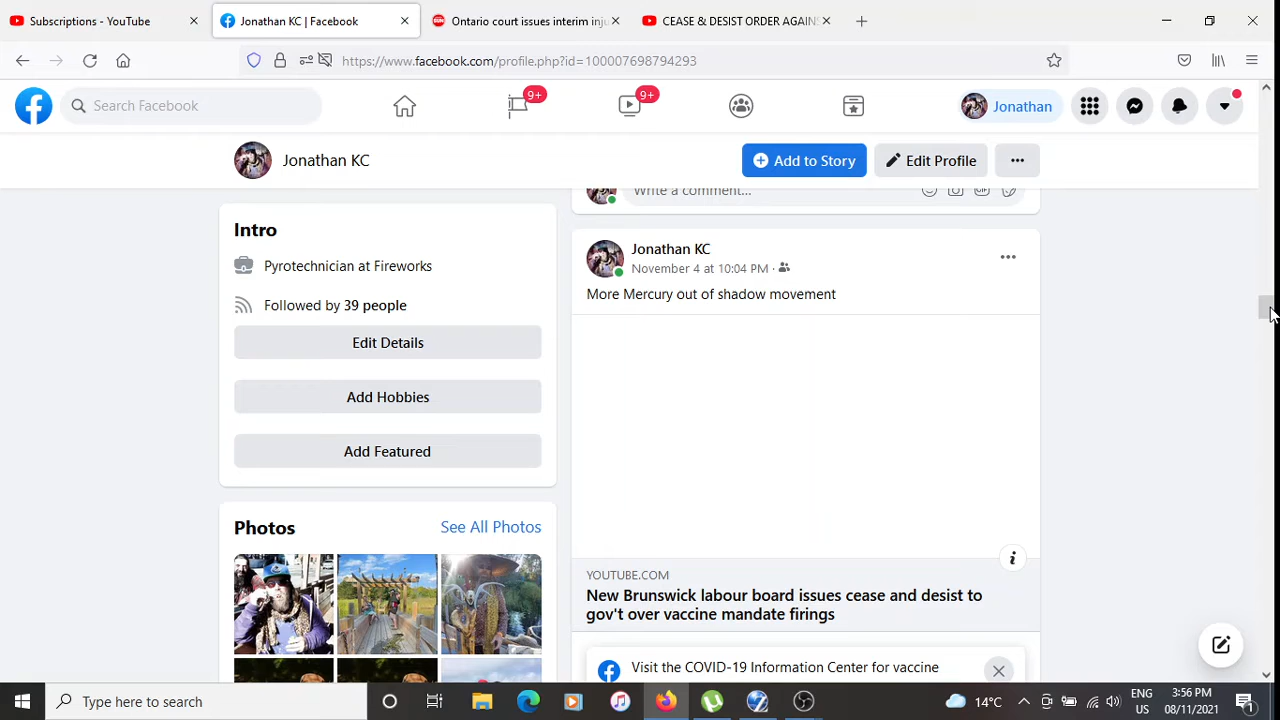 Subscriptions - YouTube
Jonathan KC | Facebook
Ontario court issues interim inj
CEASE & DESIST ORDER AGAINS
https://www.facebook.com/profile.php?id=100007698794293
Search Facebook
9+
9+
Jonathan
Jonathan KC
Add to Story
Edit Profile
Write a comment...
Intro
Pyrotechnician at Fireworks
Followed by 39 people
Edit Details
Add Hobbies
Add Featured
Photos
See All Photos
Jonathan KC
November 4 at 10:04 PM ·
More Mercury out of shadow movement
YOUTUBE.COM
New Brunswick labour board issues cease and desist to
gov't over vaccine mandate firings
Visit the COVID-19 Information Center for vaccine
Type here to search
14°C
ENG
US
3:56 PM
08/11/2021
1